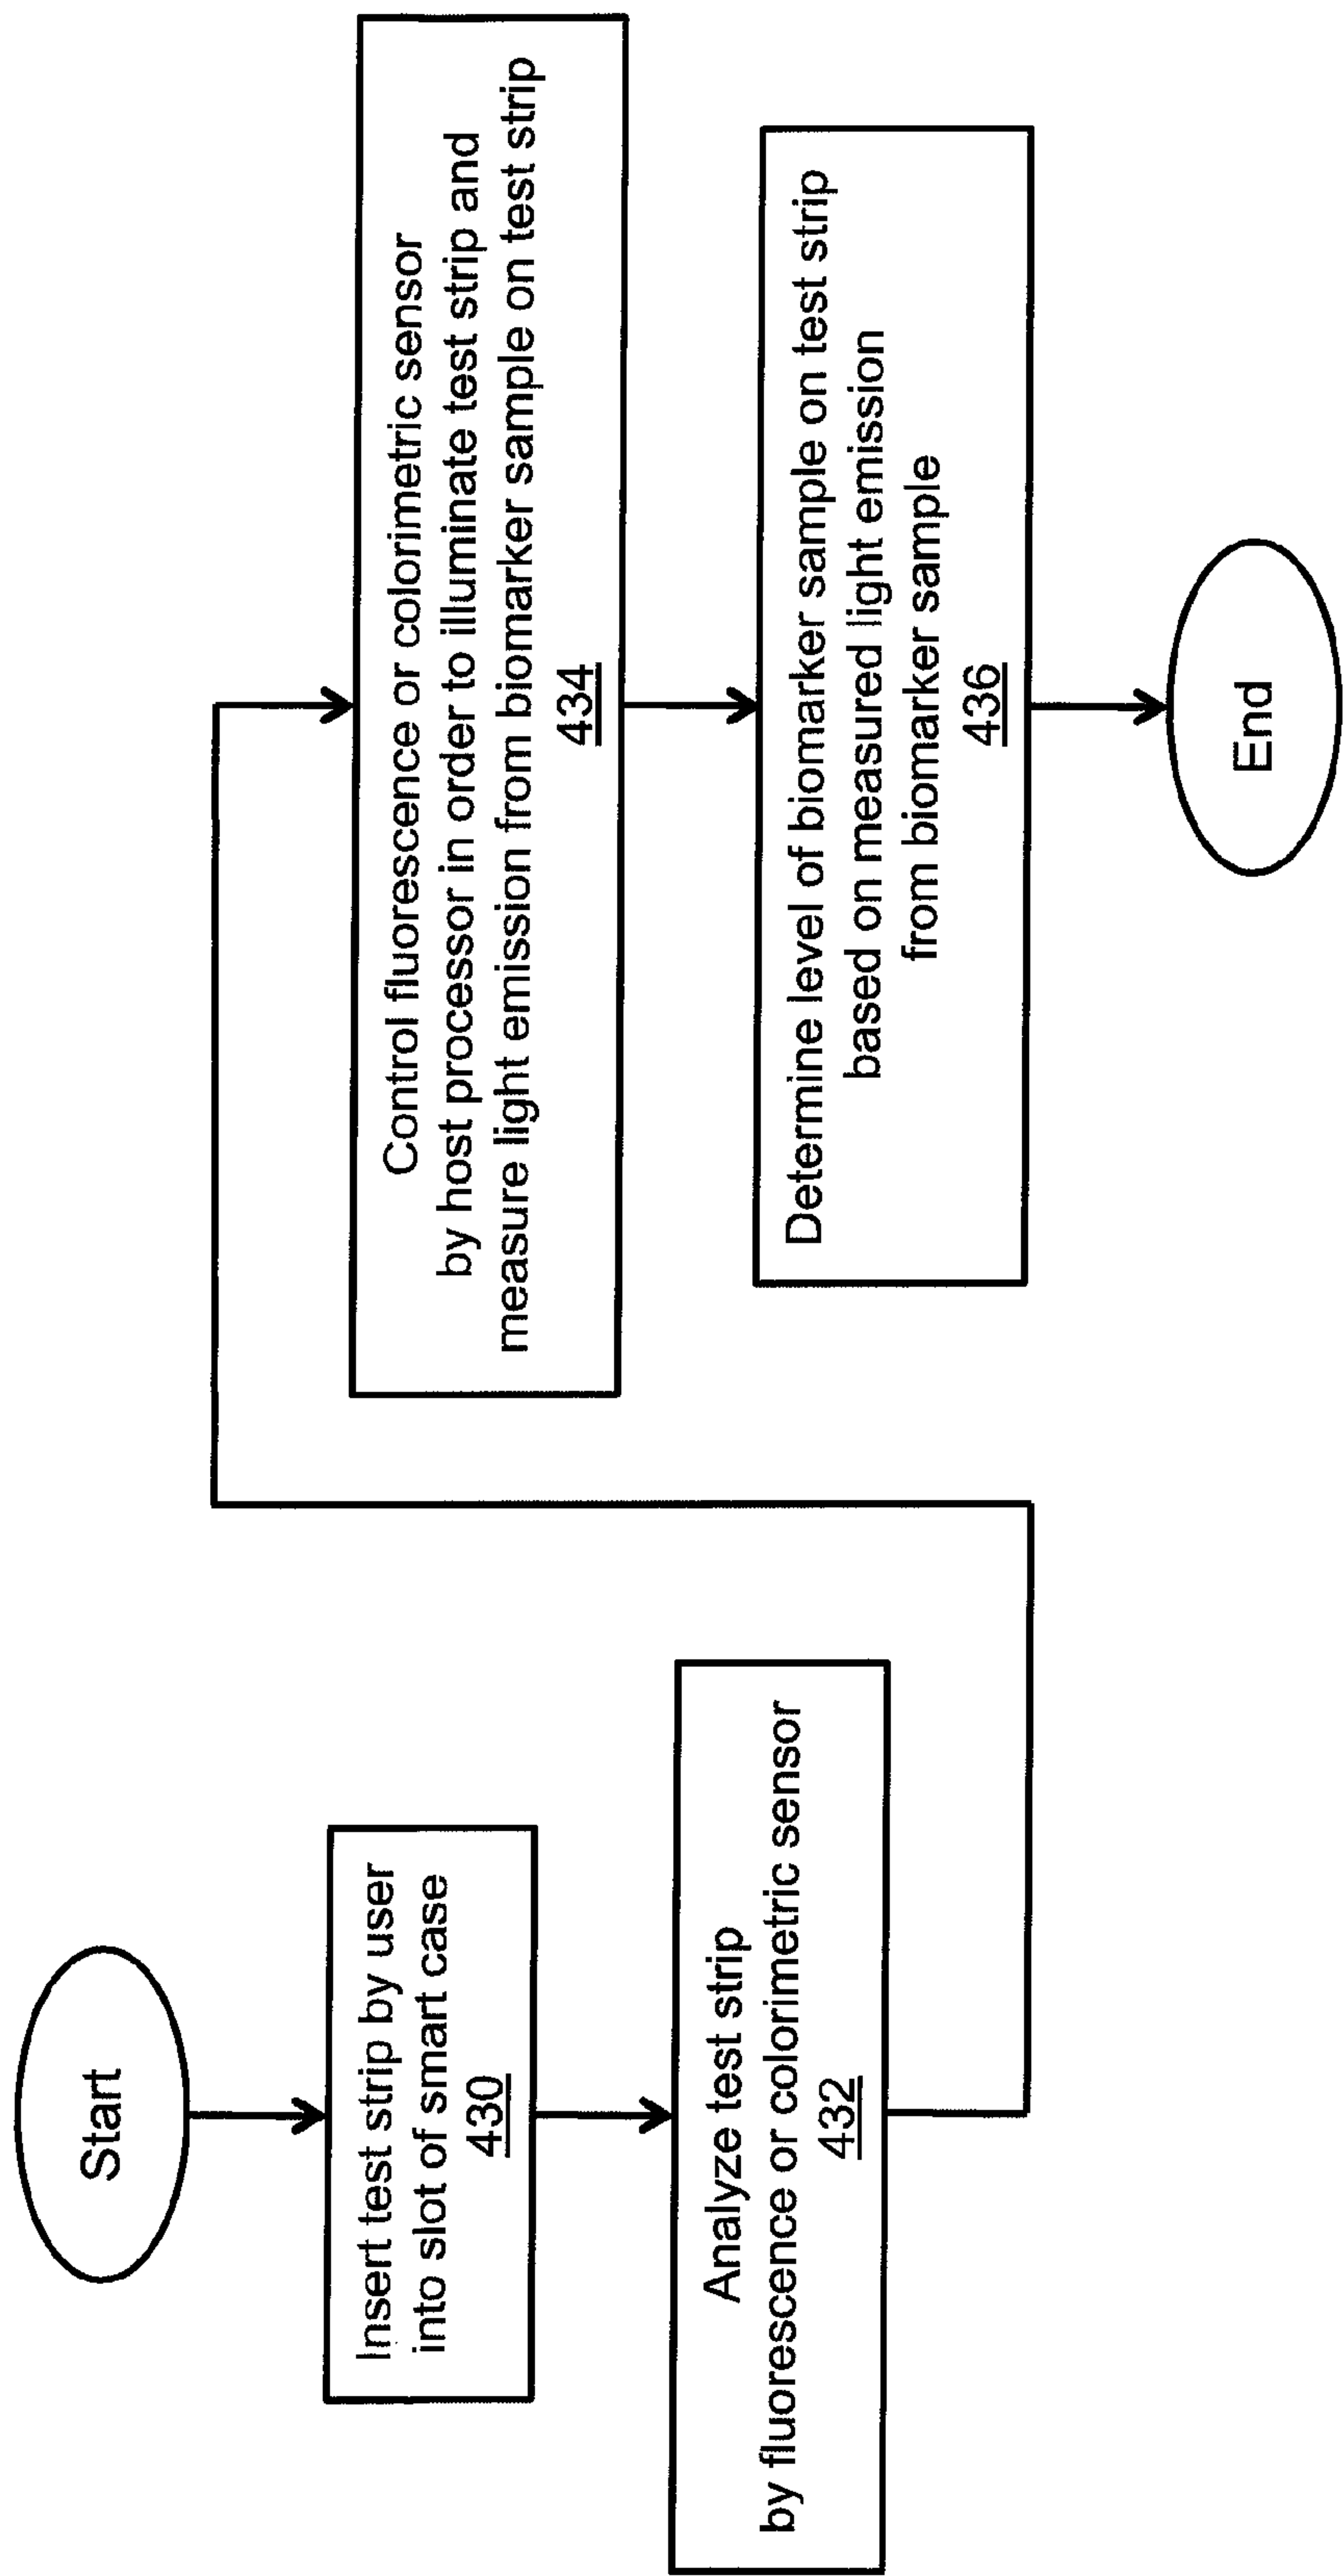 Start
Insert test strip by user
into slot of smart case
430
Analyze test strip
by fluorescence or colorimetric sensor
432
Control fluorescence or colorimetric sensor
by host processor in order to illuminate test strip and
measure light emission from biomarker sample on test strip
434
Determine level of biomarker sample on test strip
based on measured light emission
from biomarker sample
436
End